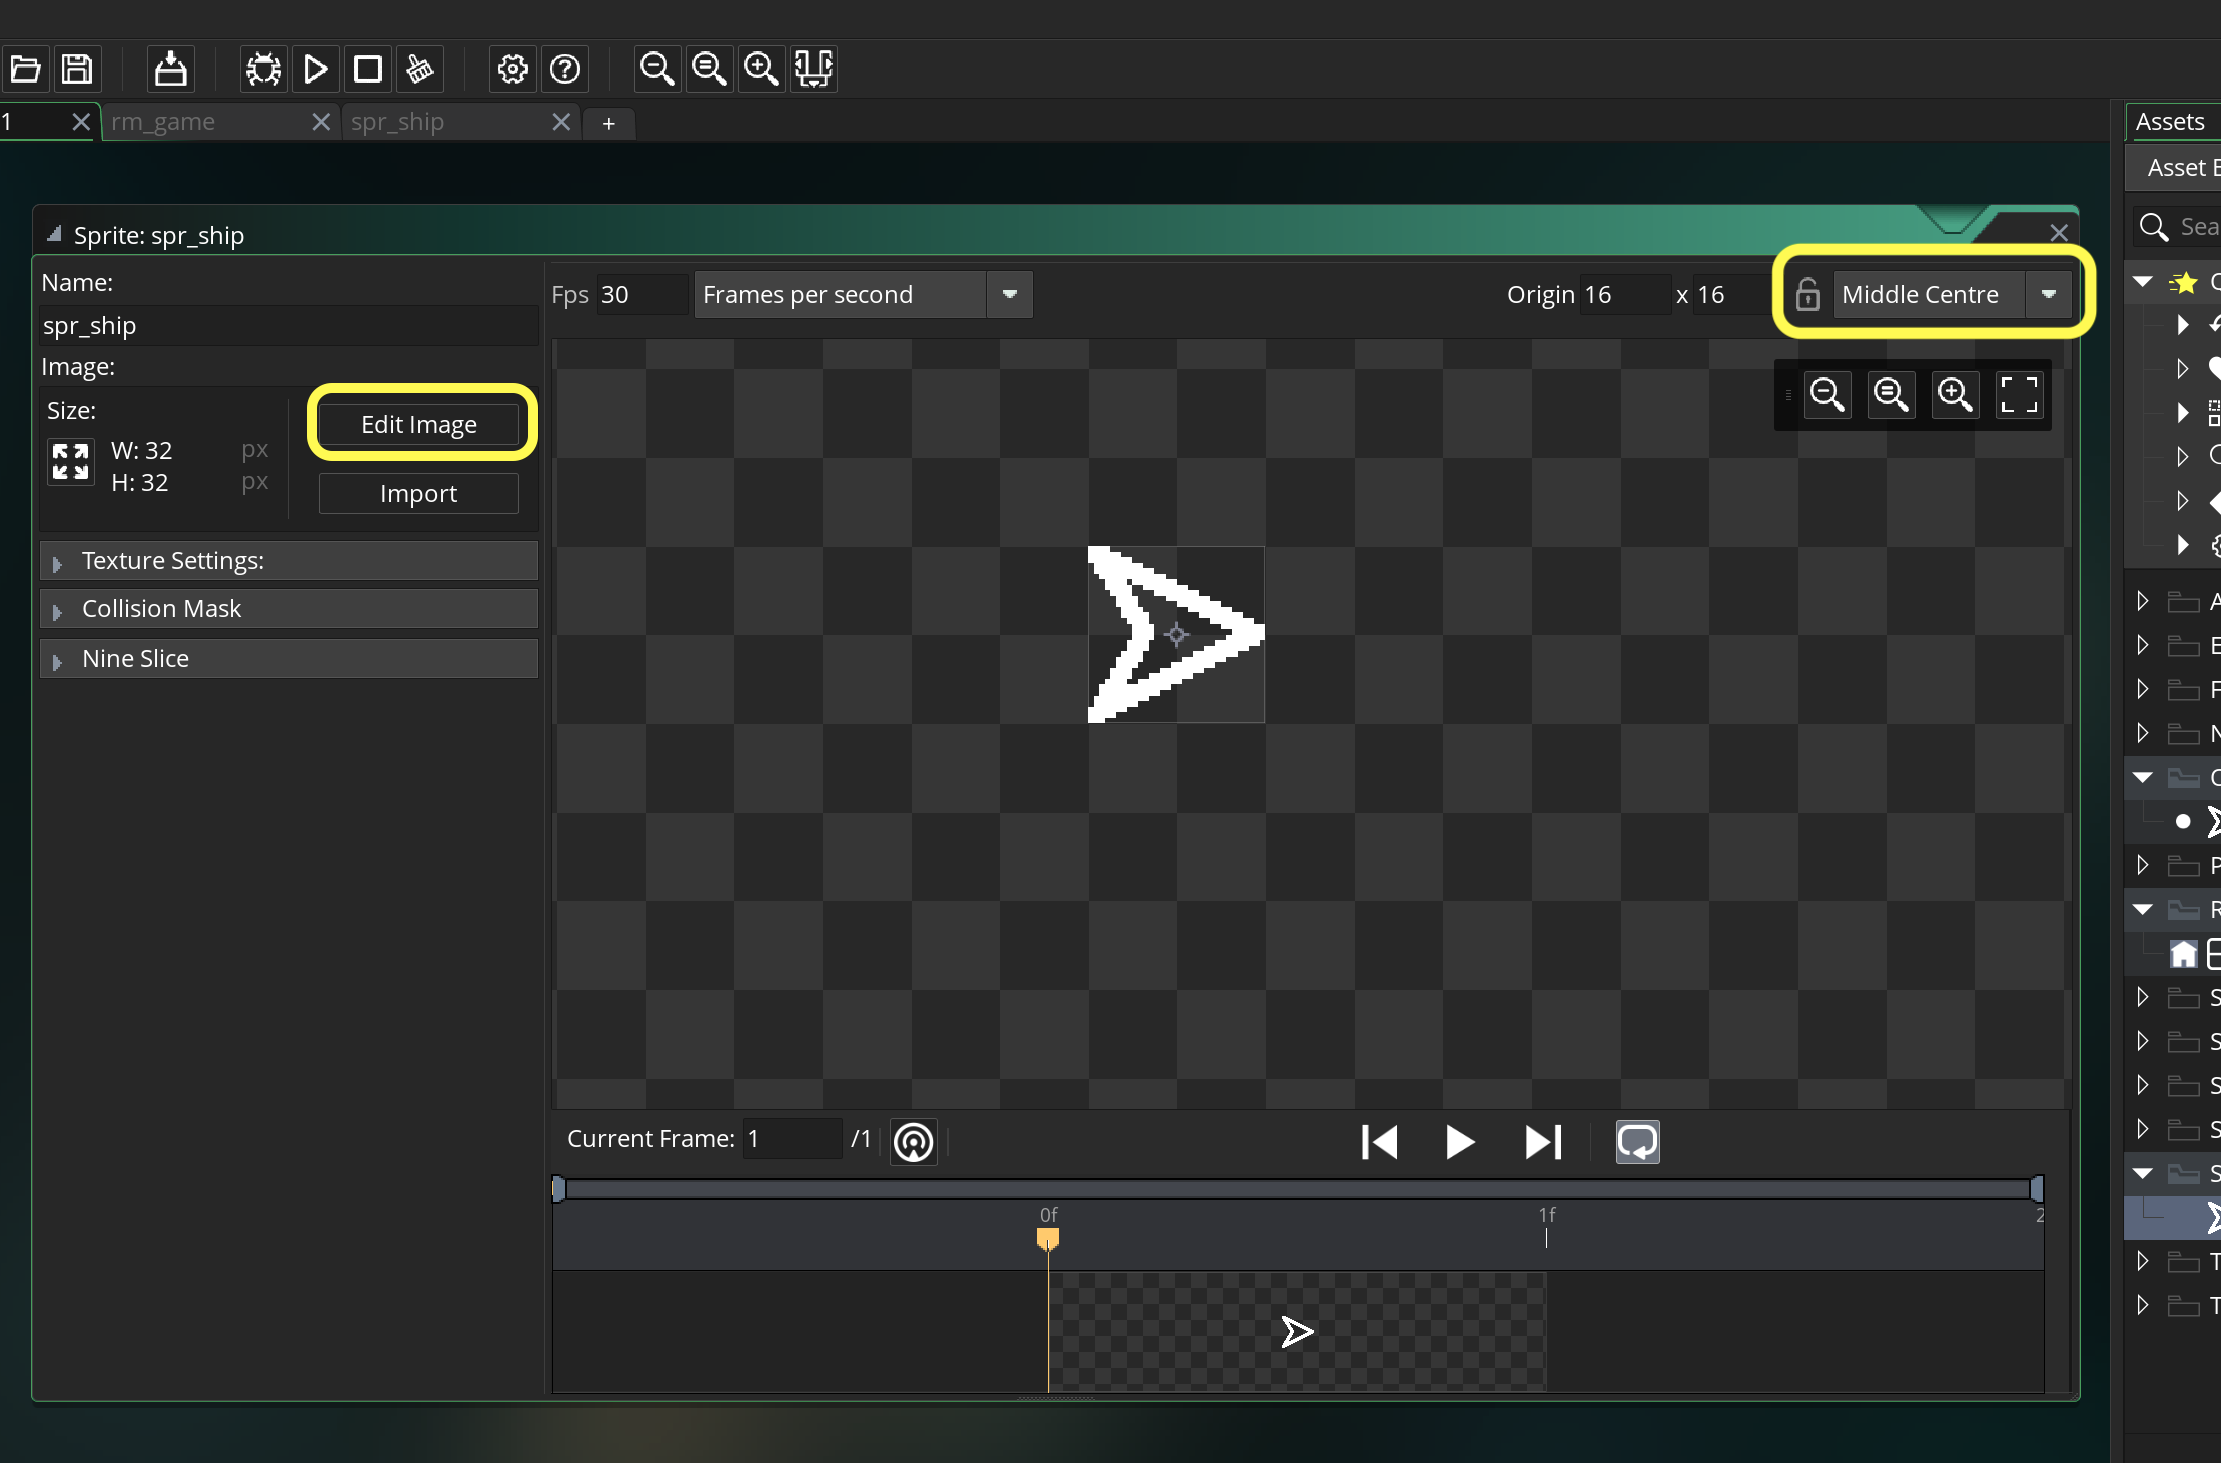 1
rm_game
spr_ship
+
Assets
Asset
Sprite: spr_ship
Name:
spr_ship
Image:
Size:
W: 32 px
H: 32 px
Edit Image
Import
Texture Settings:
Collision Mask
Nine Slice
Fps 30 Frames per second
Origin 16 x 16 Middle Centre
Current Frame: 1 /1
0f 1f 2
Sea
A
E
F
N
P
R
S
S
S
S
S
T
T